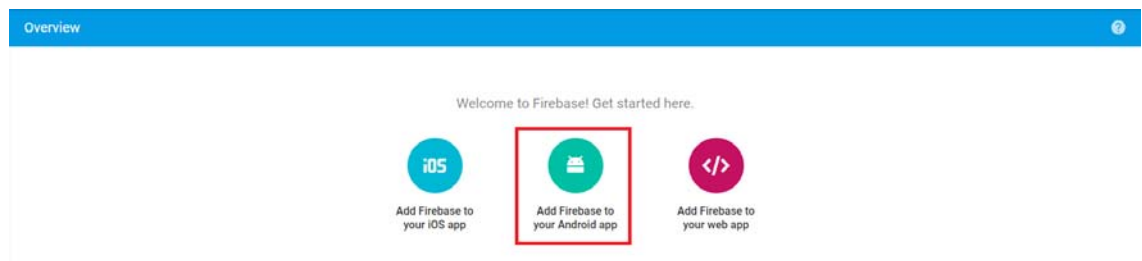 Overview
?
Welcome to Firebase! Get started here.
iOS
</>
Add Firebase to
your iOS app
Add Firebase to
your Android app
Add Firebase to
your web app